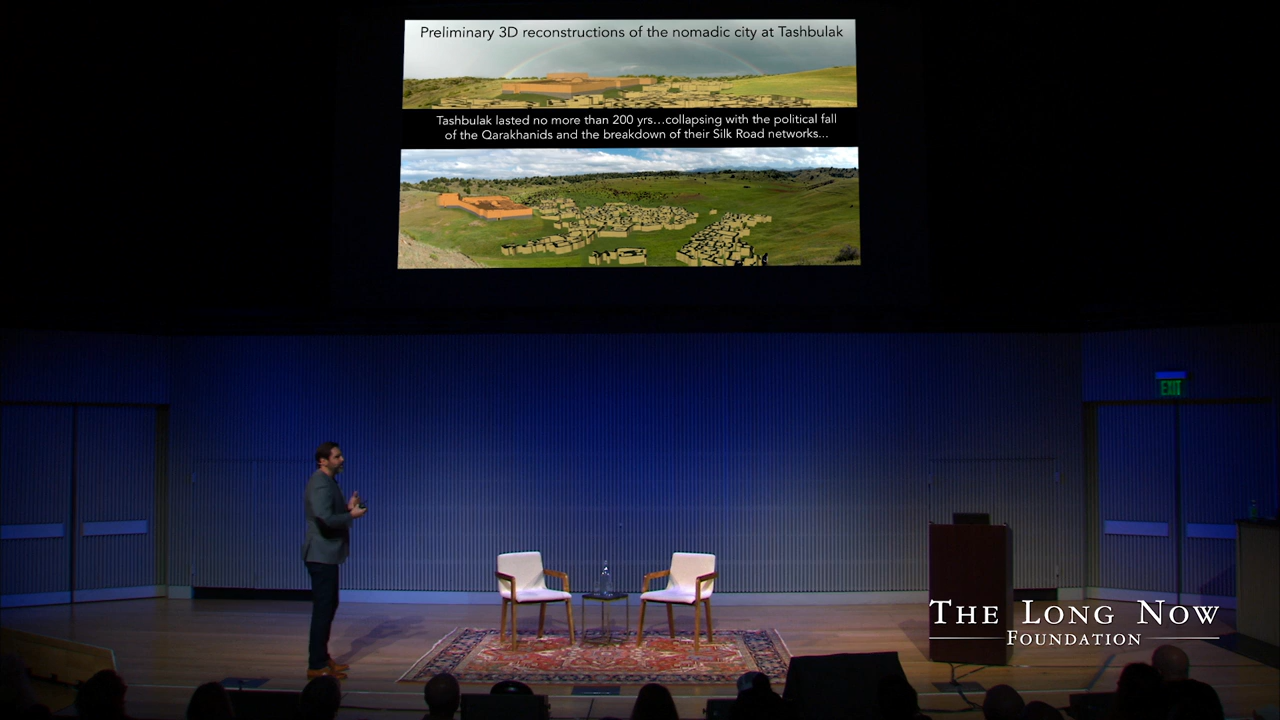 Preliminary 3D reconstructions of the nomadic city at Tashbulak
Tashbulak lasted no more than 200 yrs...collapsing with the political fall
of the Qarakhanids and the breakdown of their Silk Road networks...
EXIT
THE LONG NOW
FOUNDATION